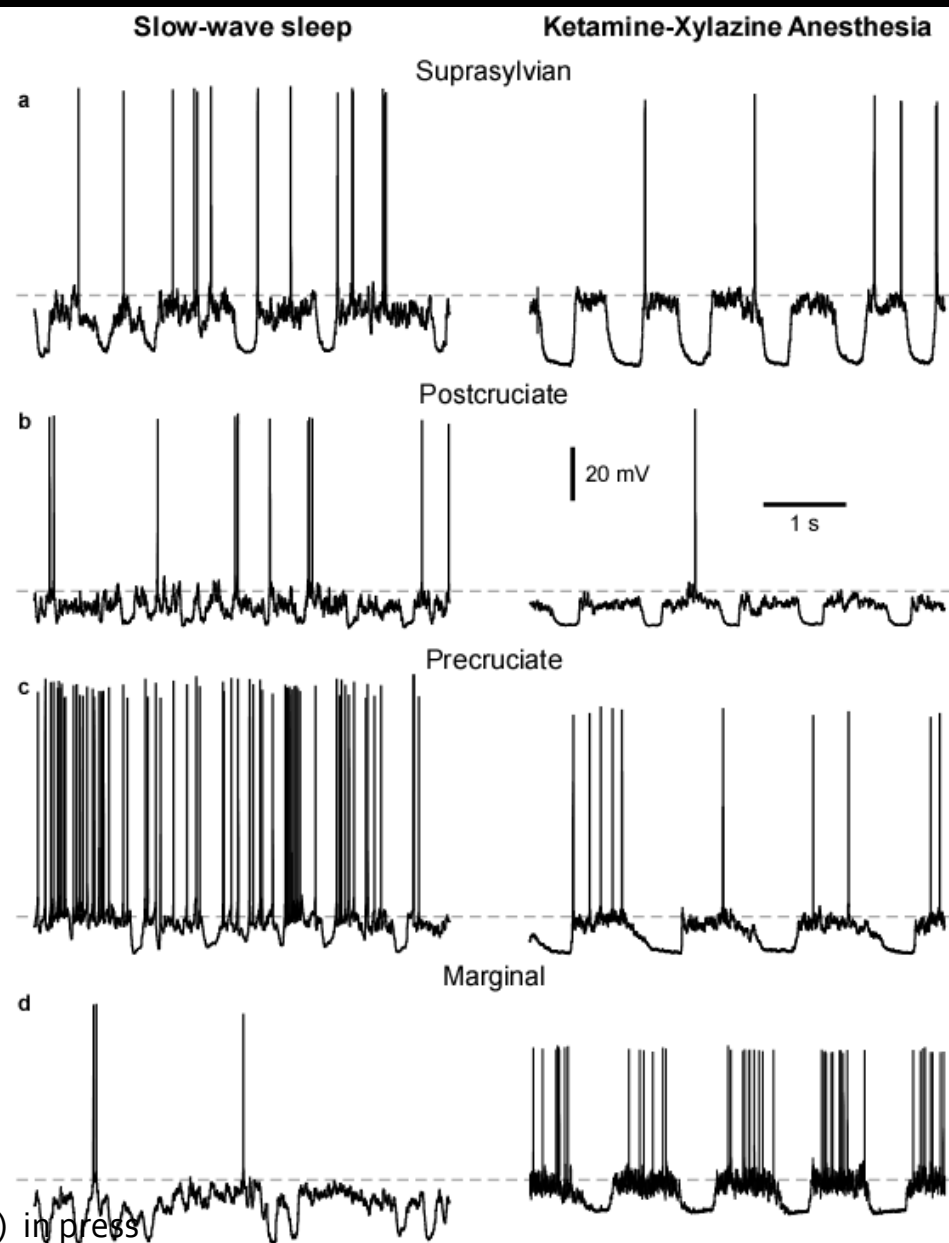 Slow-wave sleep
Ketamine-Xylazine Anesthesia
Suprasylvian
a
Postcruciate
b
20 mV
1 s
Precruciate
c
Marginal
d
) in press